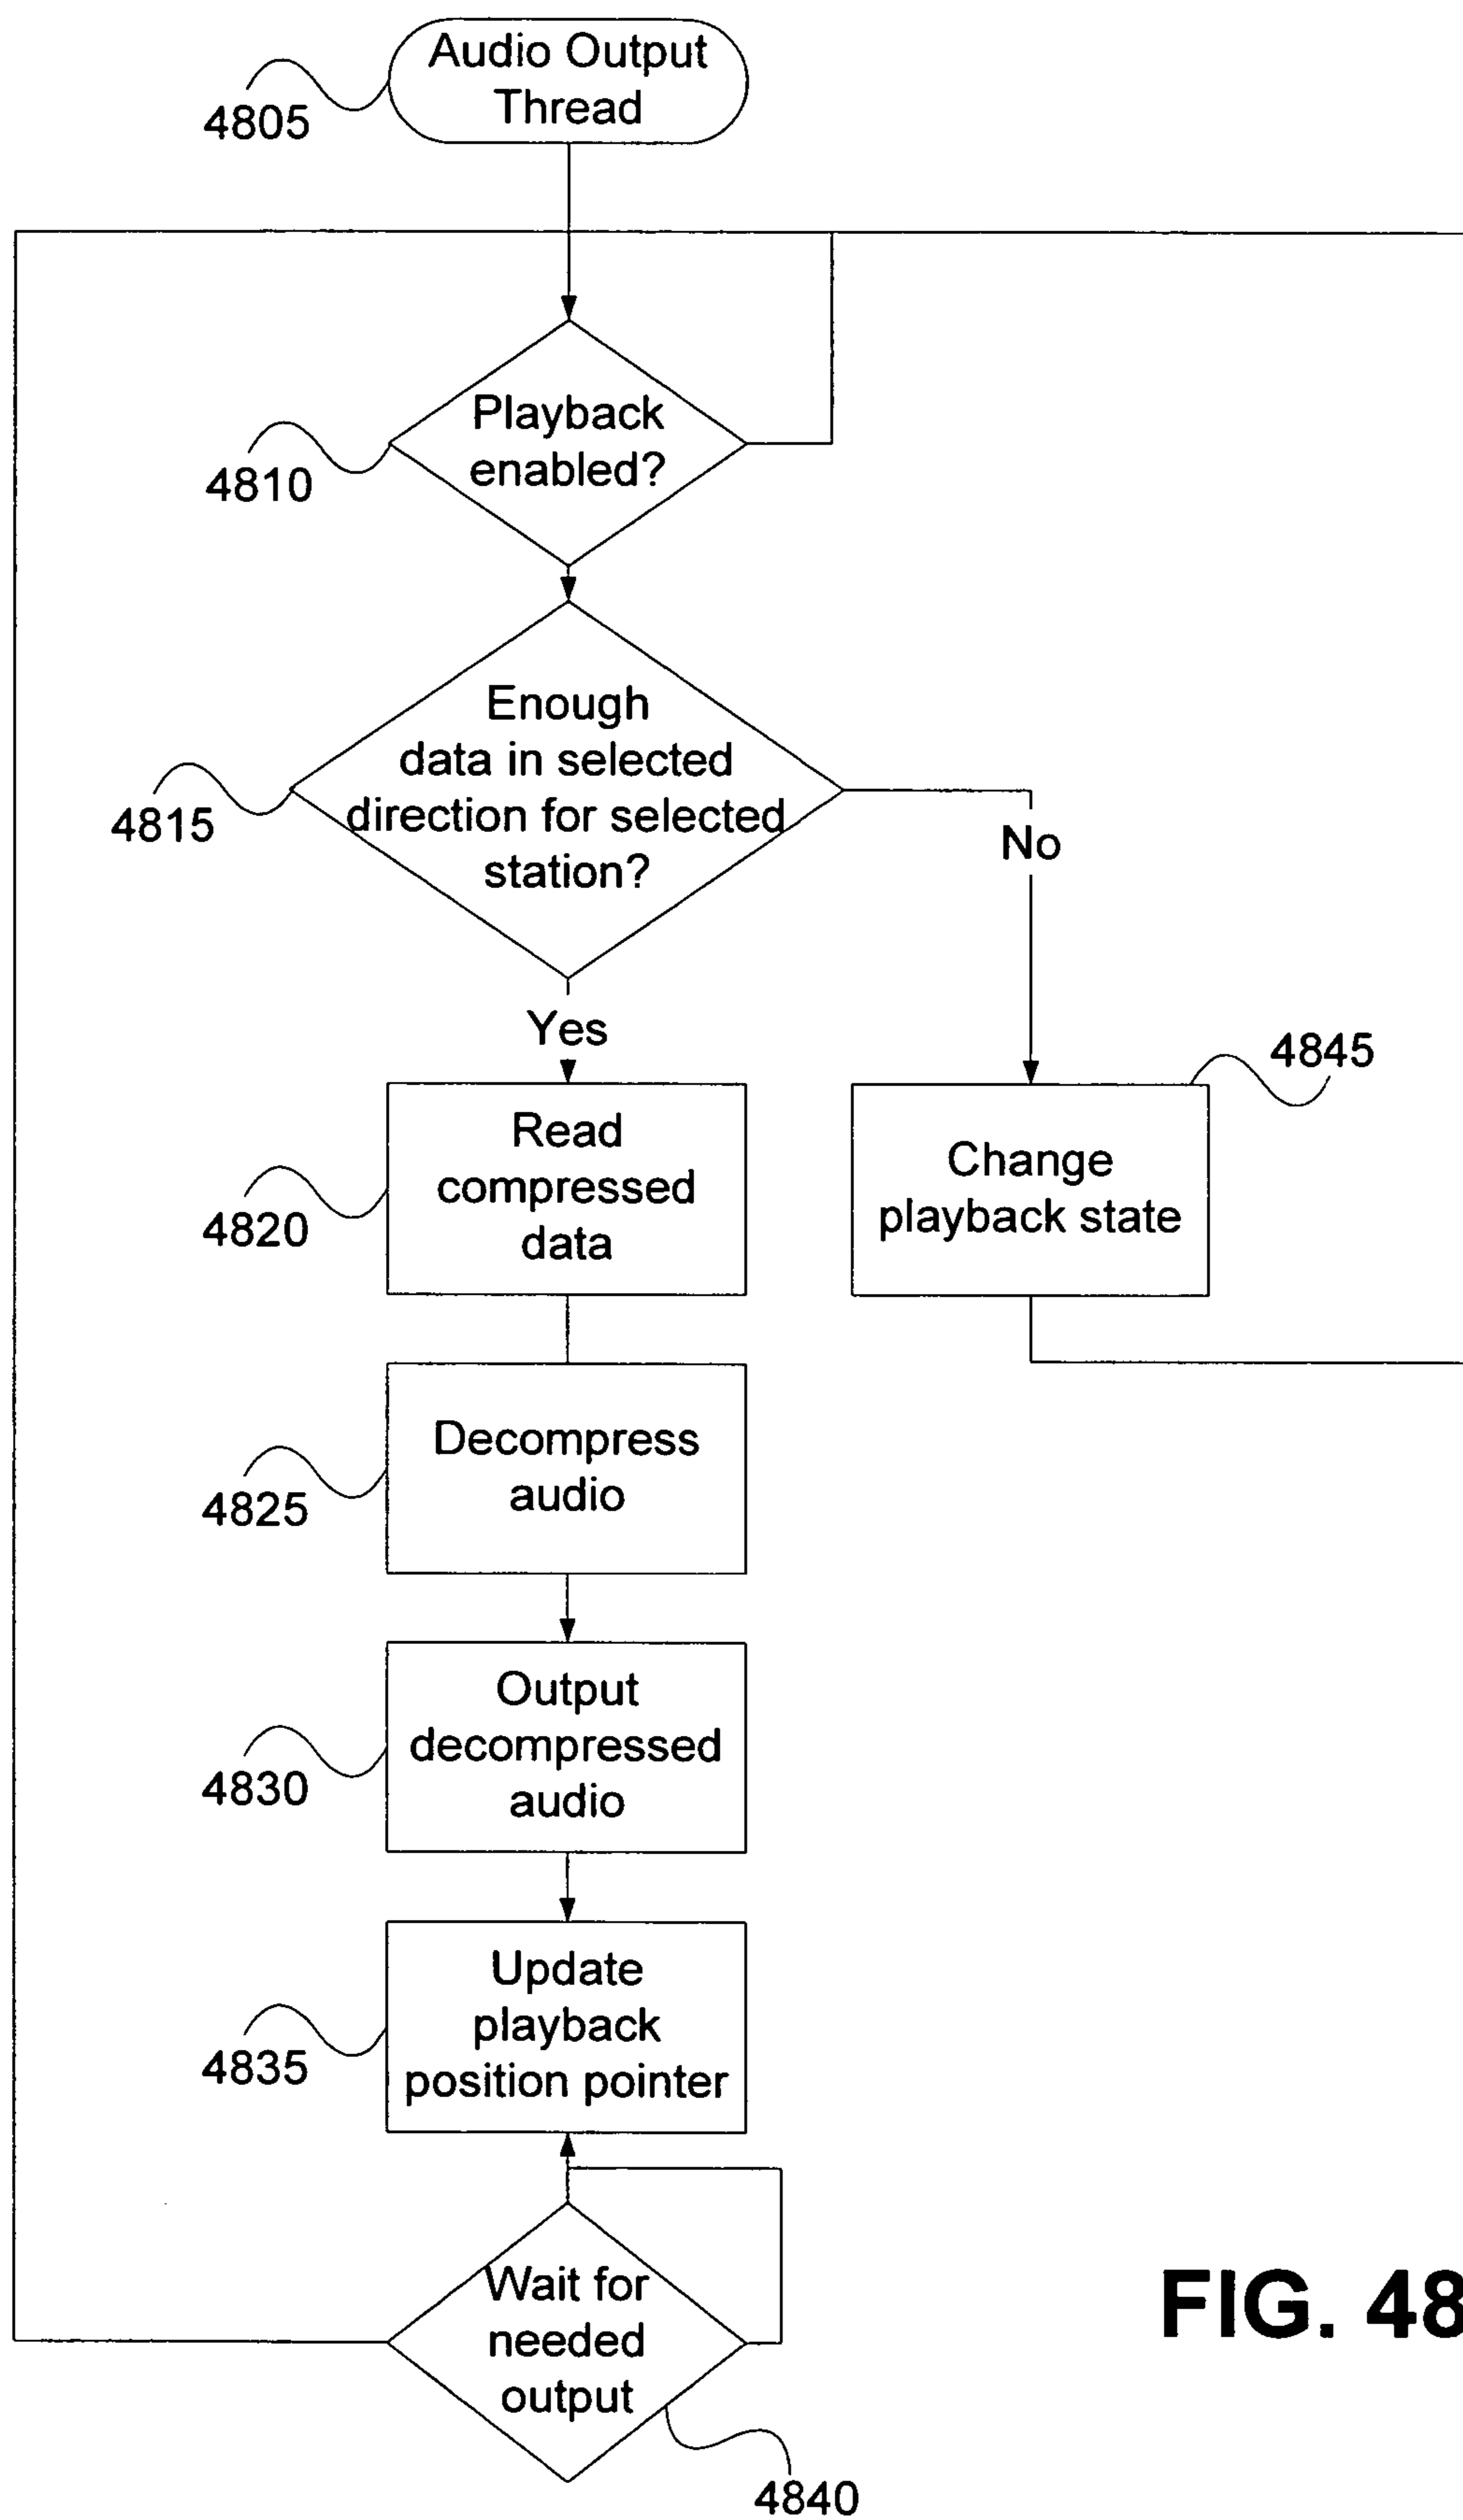 Audio Output
Thread
4805
Playback
enabled?
4810
Enough
data in selected
direction for selected
station?
4815
No
Yes
4845
Read
compressed
data
4820
Change
playback state
Decompress
audio
4825
Output
decompressed
audio
4830
Update
playback
position pointer
4835
Wait for
needed
output
4840
FIG. 48